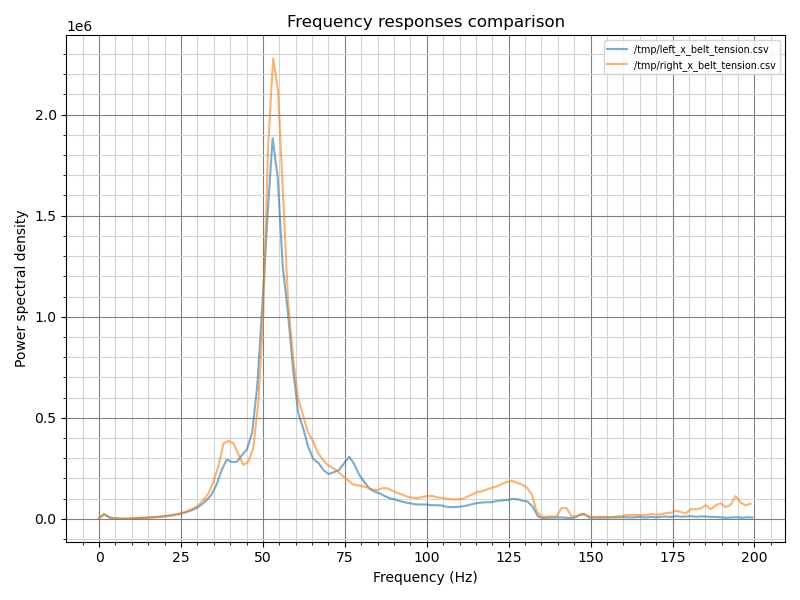 Frequency responses comparison
1e6
/tmp/left_x_belt_tension.csv
/tmp/right_x_belt_tension.csv
2.0
1.5
1.0
0.5
0.0
Power spectral density
0 25 50 75 100 125 150 175 200
Frequency (Hz)